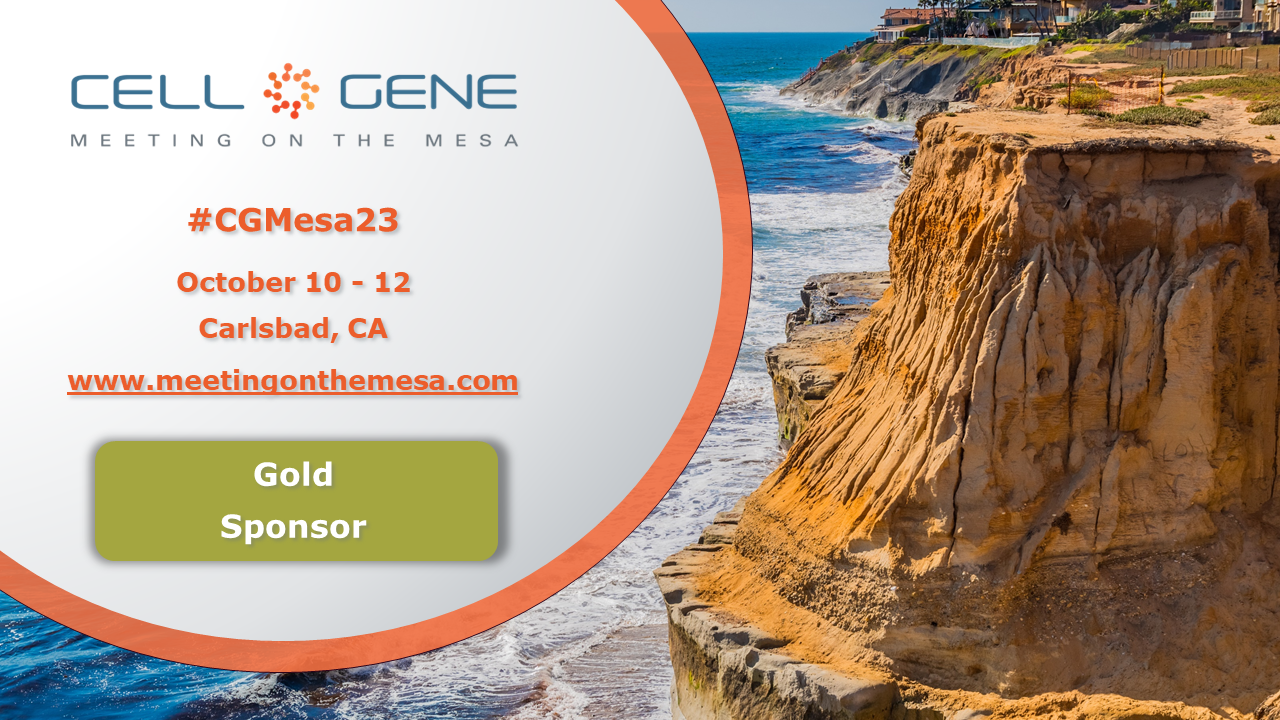 CELL GENE
MEETING ON THE MESA
#CGMesa23
October 10 - 12
Carlsbad, CA
www.meetingonthemesa.com
Gold
Sponsor